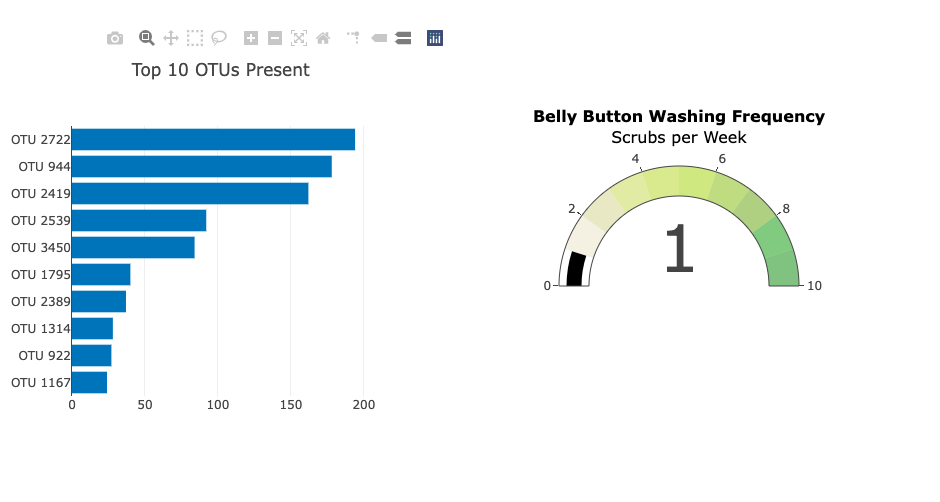 Top 10 OTUs Present
OTU 2722
OTU 944
OTU 2419
OTU 2539
OTU 3450
OTU 1795
OTU 2389
OTU 1314
OTU 922
OTU 1167
0 50 100 150 200
Belly Button Washing Frequency
Scrubs per Week
4 6
2 8
1
0 10